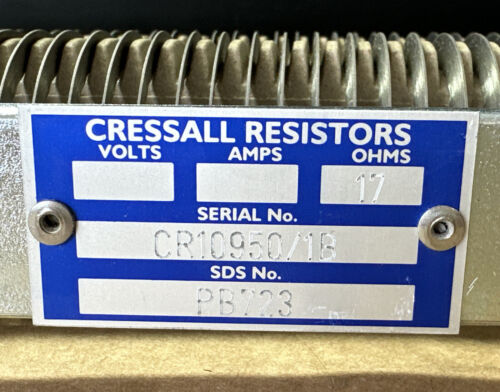 CRESSALL RESISTORS
VOLTS AMPS OHMS
17
SERIAL No.
CR10950/1B
SDS No.
PB723